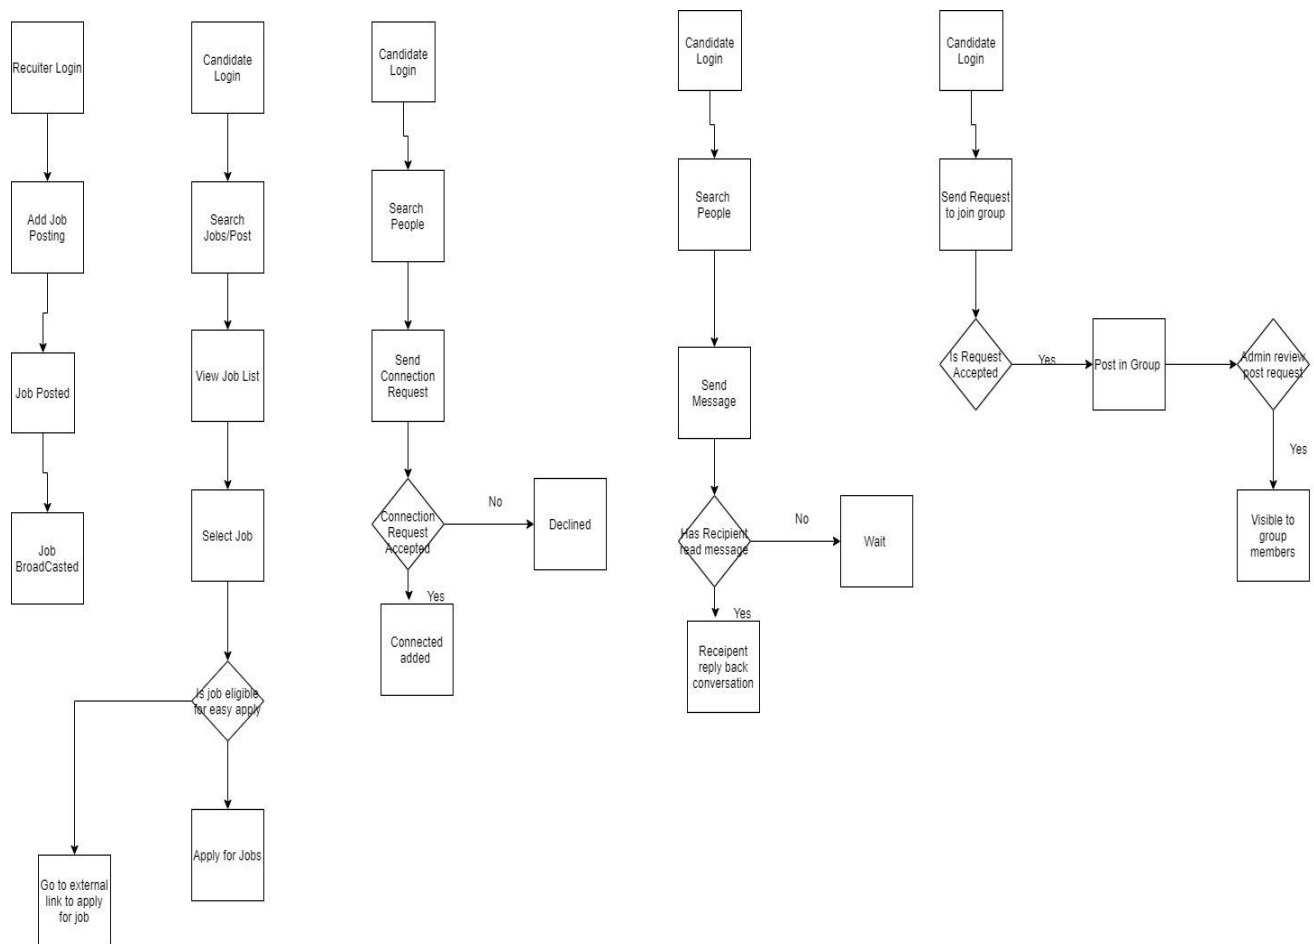 Recuiter Login
Add Job
Posting
Job Posted
Job
BroadCasted
Candidate
Login
Search
Jobs/Post
View Job List
Select Job
Is job eligible
for easy apply
Apply for Jobs
Go to external
link to apply
for job
Candidate
Login
Search
People
Send
Connection
Request
Connection
Request
Accepted
No
Declined
Yes
Connected
added
Candidate
Login
Search
People
Send
Message
Has Recipient
read message
No
Wait
Yes
Receipent
reply back
conversation
Candidate
Login
Send Request
to join group
Is Request
Accepted
Yes
Post in Group
Admin review
post request
Yes
Visible to
group
members